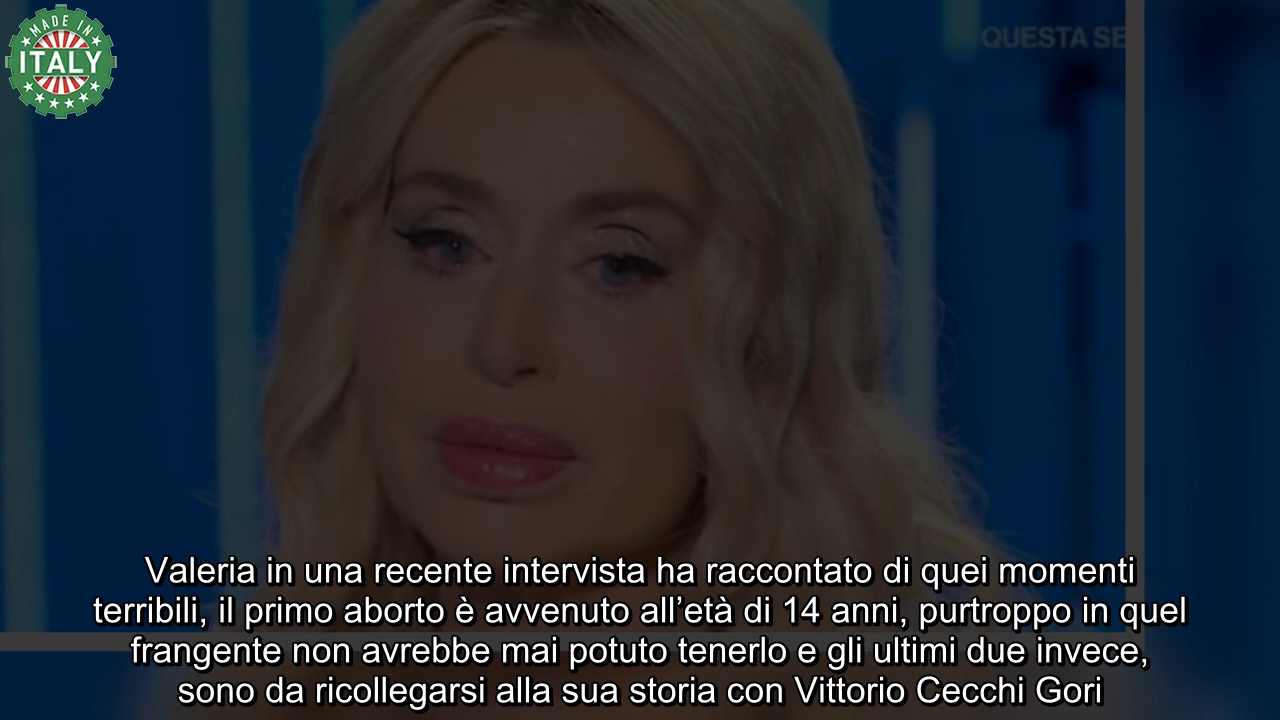 MADE IN
ITALY
QUESTA SE
Valeria in una recente intervista ha raccontato di quei momenti
terribili, il primo aborto è avvenuto all’età di 14 anni, purtroppo in quel
frangente non avrebbe mai potuto tenerlo e gli ultimi due invece,
sono da ricollegarsi alla sua storia con Vittorio Cecchi Gori